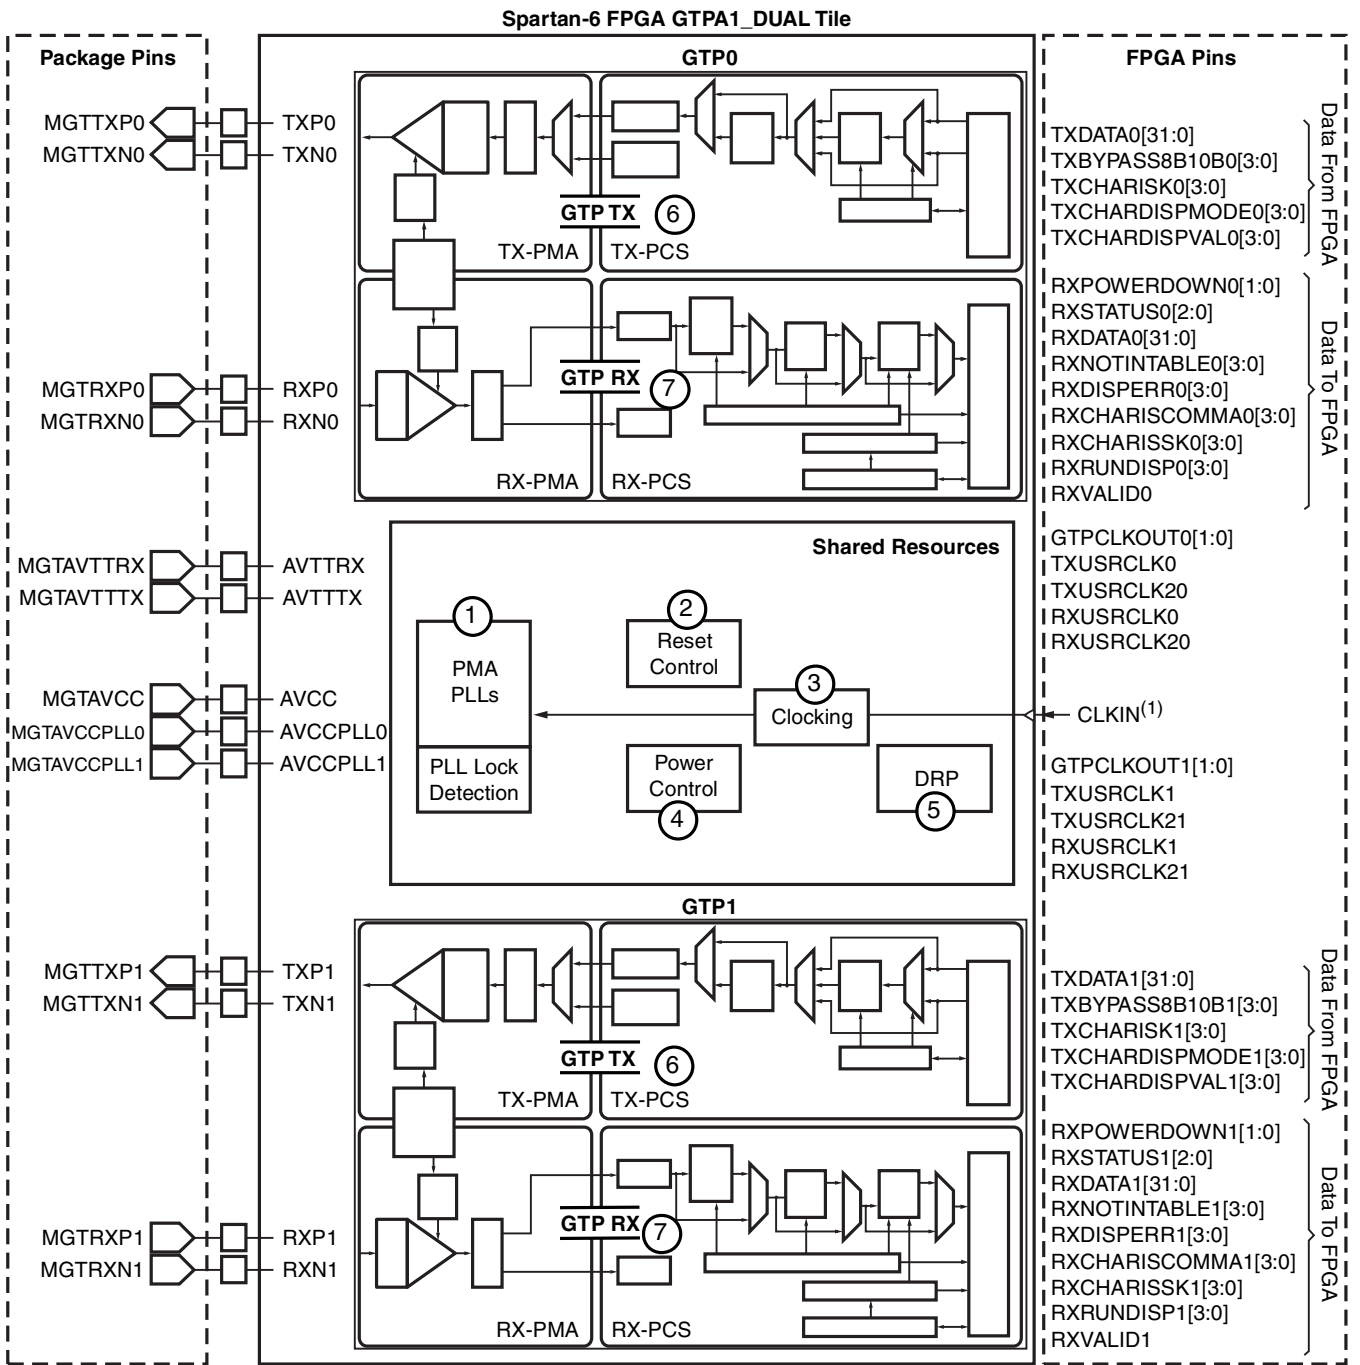 Spartan-6 FPGA GTPA1_DUAL Tile
Package Pins
GTP0
FPGA Pins
MGTTXP0
TXP0
MGTTXN0
TXN0
GTP TX
6
TX-PMA
TX-PCS
TXDATA0[31:0]
TXBYPASS8B10B0[3:0]
TXCHARISK0[3:0]
TXCHARDISPMODE0[3:0]
TXCHARDISPVAL0[3:0]
Data From FPGA
MGTRXP0
RXP0
MGTRXN0
RXN0
GTP RX
7
RX-PMA
RX-PCS
RXPOWERDOWN0[1:0]
RXSTATUS0[2:0]
RXDATA0[31:0]
RXNOTINTABLE0[3:0]
RXDISPERR0[3:0]
RXCHARISCOMMA0[3:0]
RXCHARISSK0[3:0]
RXRUNDISP0[3:0]
RXVALID0
Data To FPGA
MGTAVTTRX
AVTTRX
MGTAVTTTX
AVTTTX
MGTAVCC
AVCC
MGTAVCCPLL0
AVCCPLL0
MGTAVCCPLL1
AVCCPLL1
Shared Resources
1
PMA
PLLs
PLL Lock
Detection
2
Reset
Control
3
Clocking
Power
Control
4
DRP
5
GTPCLKOUT0[1:0]
TXUSRCLK0
TXUSRCLK20
RXUSRCLK0
RXUSRCLK20
CLKIN(1)
GTPCLKOUT1[1:0]
TXUSRCLK1
TXUSRCLK21
RXUSRCLK1
RXUSRCLK21
GTP1
MGTTXP1
TXP1
MGTTXN1
TXN1
GTP TX
6
TX-PMA
TX-PCS
TXDATA1[31:0]
TXBYPASS8B10B1[3:0]
TXCHARISK1[3:0]
TXCHARDISPMODE1[3:0]
TXCHARDISPVAL1[3:0]
Data From FPGA
MGTRXP1
RXP1
MGTRXN1
RXN1
GTP RX
7
RX-PMA
RX-PCS
RXPOWERDOWN1[1:0]
RXSTATUS1[2:0]
RXDATA1[31:0]
RXNOTINTABLE1[3:0]
RXDISPERR1[3:0]
RXCHARISCOMMA1[3:0]
RXCHARISSK1[3:0]
RXRUNDISP1[3:0]
RXVALID1
Data To FPGA